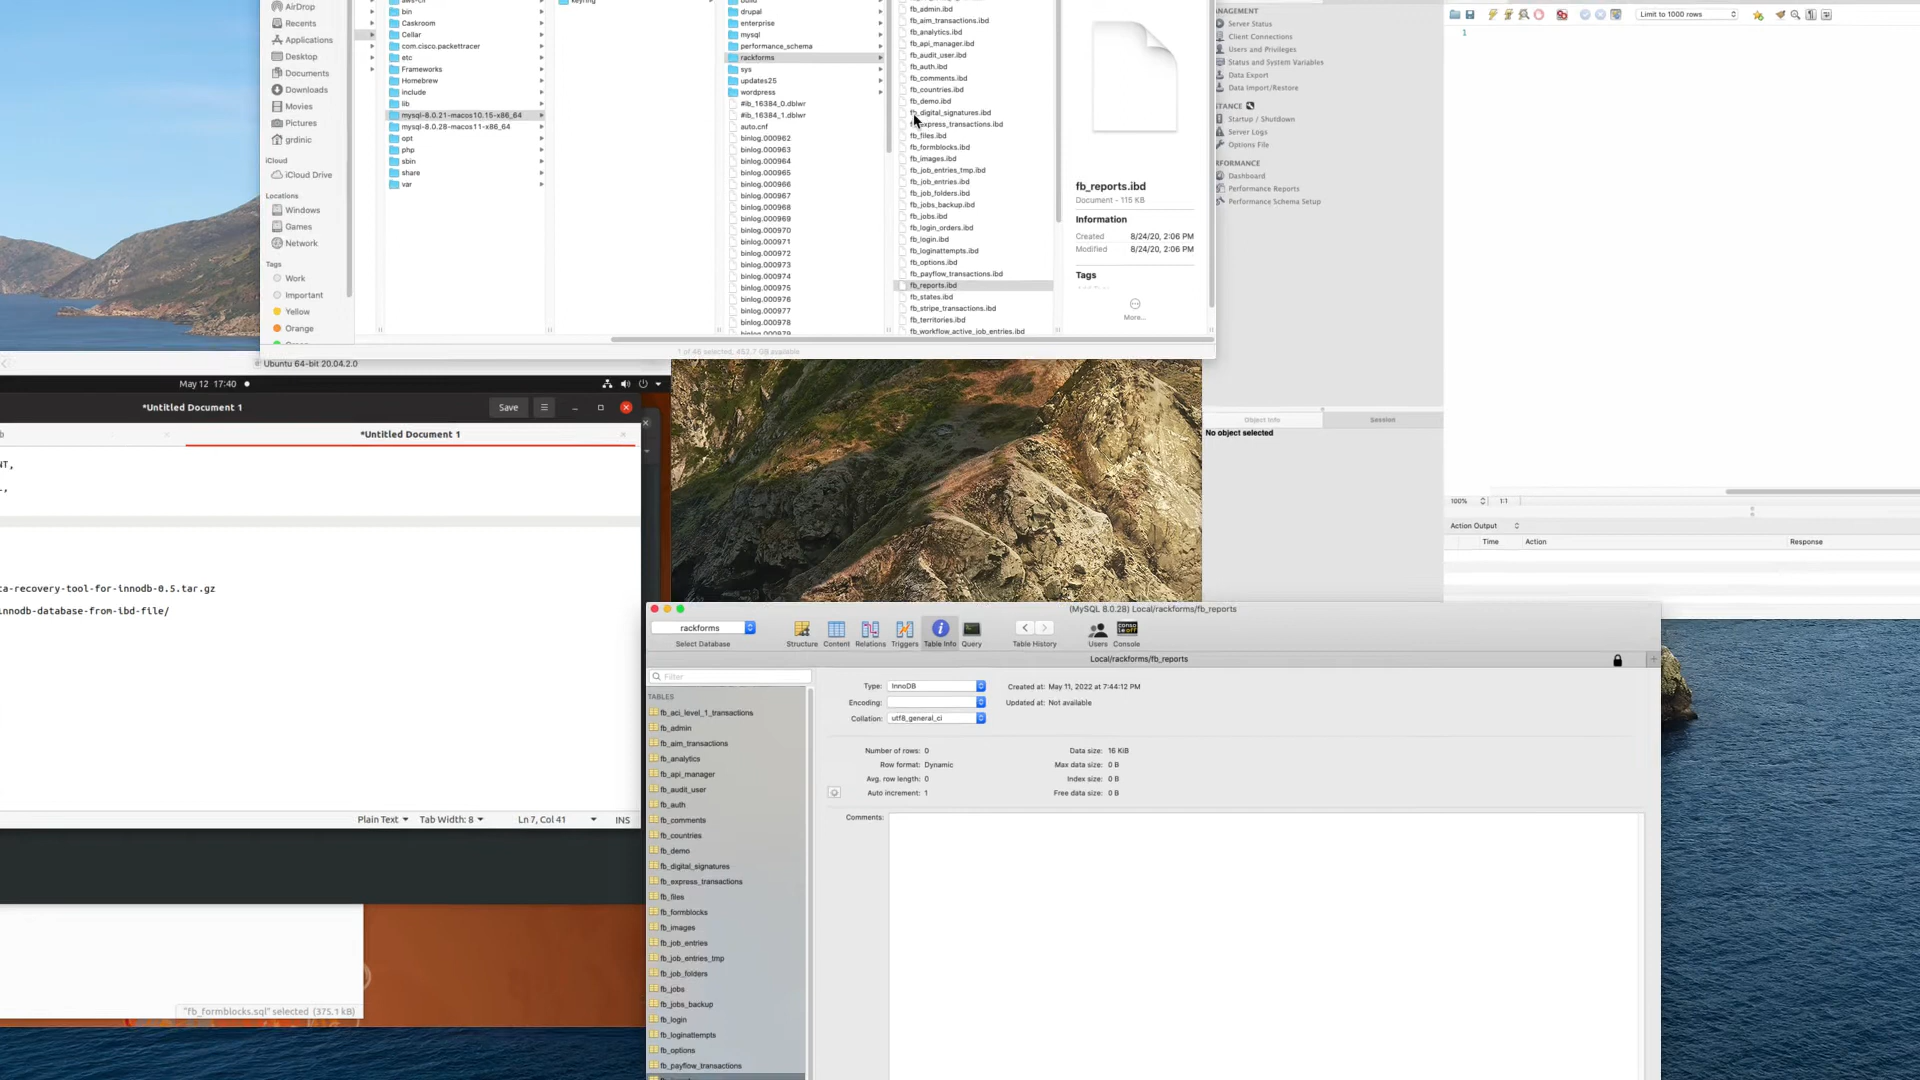 AirDrop
Recents
Applications
Desktop
Documents
Downloads
Movies
Pictures
grdinic
iCloud
iCloud Drive
Locations
Windows
Games
Network
Tags
Work
Important
Yellow
Orange
bin
Caskroom
Cellar
com.cisco.packettracer
etc
Frameworks
Homebrew
include
lib
mysql-8.0.21-macos10.15-x86_64
mysql-8.0.28-macos11-x86_64
opt
php
sbin
share
var
keyring
drupal
enterprise
mysql
performance_schema
rackforms
sys
updates25
wordpress
#ib_16384_0.dblwr
#ib_16384_1.dblwr
auto.cnf
binlog.000962
binlog.000963
binlog.000964
binlog.000965
binlog.000966
binlog.000967
binlog.000968
binlog.000969
binlog.000970
binlog.000971
binlog.000972
binlog.000973
binlog.000974
binlog.000975
binlog.000976
binlog.000977
binlog.000978
binlog.000979
fb_admin.ibd
fb_aim_transactions.ibd
fb_analytics.ibd
fb_api_manager.ibd
fb_audit_user.ibd
fb_auth.ibd
fb_comments.ibd
fb_countries.ibd
fb_demo.ibd
fb_digital_signatures.ibd
fb_express_transactions.ibd
fb_files.ibd
fb_formblocks.ibd
fb_images.ibd
fb_job_entries_tmp.ibd
fb_job_entries.ibd
fb_job_folders.ibd
fb_jobs_backup.ibd
fb_jobs.ibd
fb_login_orders.ibd
fb_login.ibd
fb_loginattempts.ibd
fb_options.ibd
fb_payflow_transactions.ibd
fb_reports.ibd
fb_states.ibd
fb_stripe_transactions.ibd
fb_territories.ibd
fb_workflow_active_job_entries.ibd
fb_reports.ibd
Document - 115 KB
Information
Created 8/24/20, 2:06 PM
Modified 8/24/20, 2:06 PM
Tags
More...
1 of 46 selected, 452.7 GB available
NAGEMENT
Server Status
Client Connections
Users and Privileges
Status and System Variables
Data Export
Data Import/Restore
TANCE
Startup / Shutdown
Server Logs
Options File
RFORMANCE
Dashboard
Performance Reports
Performance Schema Setup
Limit to 1000 rows
1
Object Info Session
No object selected
100% 1:1
Action Output
Time Action Response
Ubuntu 64-bit 20.04.2.0
May 12 17:40
*Untitled Document 1
Save
*Untitled Document 1
NT,
ta-recovery-tool-for-innodb-0.5.tar.gz
innodb-database-from-ibd-file/
Plain Text Tab Width: 8 Ln 7, Col 41 INS
"fb_formblocks.sql" selected (375.1 kB)
(MySQL 8.0.28) Local/rackforms/fb_reports
rackforms
Select Database
Structure Content Relations Triggers Table Info Query Table History Users Console
console off
Local/rackforms/fb_reports
Filter
TABLES
fb_aci_level_1_transactions
fb_admin
fb_aim_transactions
fb_analytics
fb_api_manager
fb_audit_user
fb_auth
fb_comments
fb_countries
fb_demo
fb_digital_signatures
fb_express_transactions
fb_files
fb_formblocks
fb_images
fb_job_entries
fb_job_entries_tmp
fb_job_folders
fb_jobs
fb_jobs_backup
fb_login
fb_loginattempts
fb_options
fb_payflow_transactions
Type: InnoDB Created at: May 11, 2022 at 7:44:12 PM
Encoding: Updated at: Not available
Collation: utf8_general_ci
Number of rows: 0 Data size: 16 KiB
Row format: Dynamic Max data size: 0 B
Avg. row length: 0 Index size: 0 B
Auto increment: 1 Free data size: 0 B
Comments: